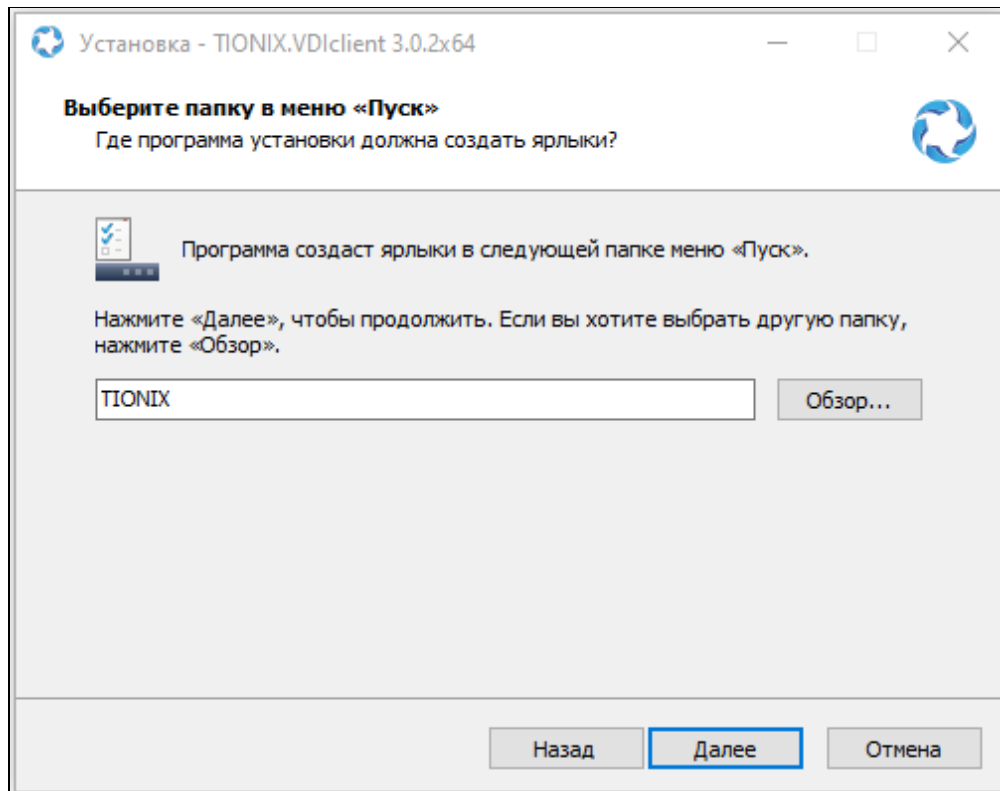 Установка - TIONIX.VDIclient 3.0.2x64
Выберите папку в меню «Пуск»
Где программа установки должна создать ярлыки?
Программа создаст ярлыки в следующей папке меню «Пуск».
Нажмите «Далее», чтобы продолжить. Если вы хотите выбрать другую папку,
нажмите «Обзор».
TIONIX
Обзор...
Назад
Далее
Отмена